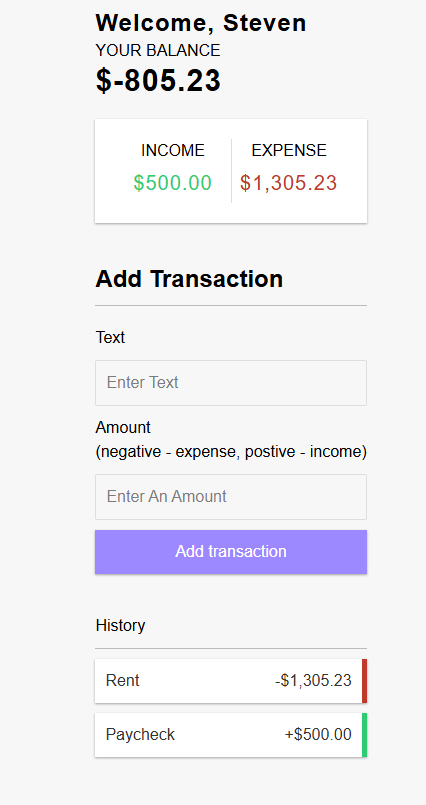 Welcome, Steven
YOUR BALANCE
$-805.23
INCOME EXPENSE
$500.00 $1,305.23
Add Transaction
Text
Enter Text
Amount
(negative - expense, postive - income)
Enter An Amount
Add transaction
History
Rent -$1,305.23
Paycheck +$500.00